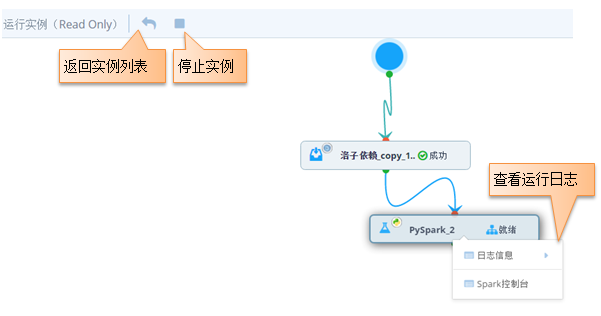 运行实例（Read Only）
返回实例列表
停止实例
洛子依赖_copy_1..
成功
查看运行日志
PySpark_2
就绪
日志信息
Spark控制台